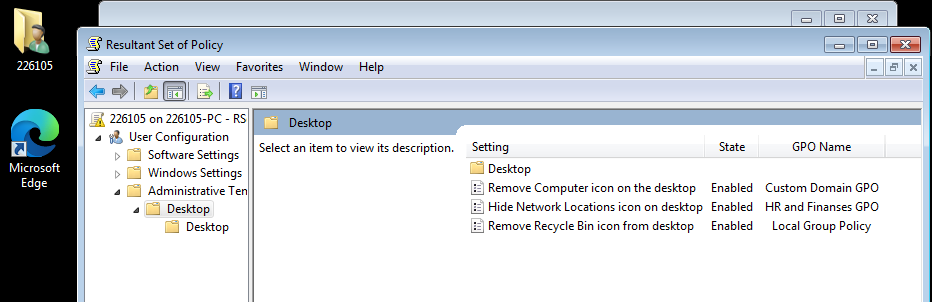 226105
Microsoft
Edge
Resultant Set of Policy
File Action View Favorites Window Help
226105 on 226105-PC - RS
User Configuration
Software Settings
Windows Settings
Administrative Ten
Desktop
Desktop
Desktop
Select an item to view its description.
Setting State GPO Name
Desktop
Remove Computer icon on the desktop Enabled Custom Domain GPO
Hide Network Locations icon on desktop Enabled HR and Finanses GPO
Remove Recycle Bin icon from desktop Enabled Local Group Policy